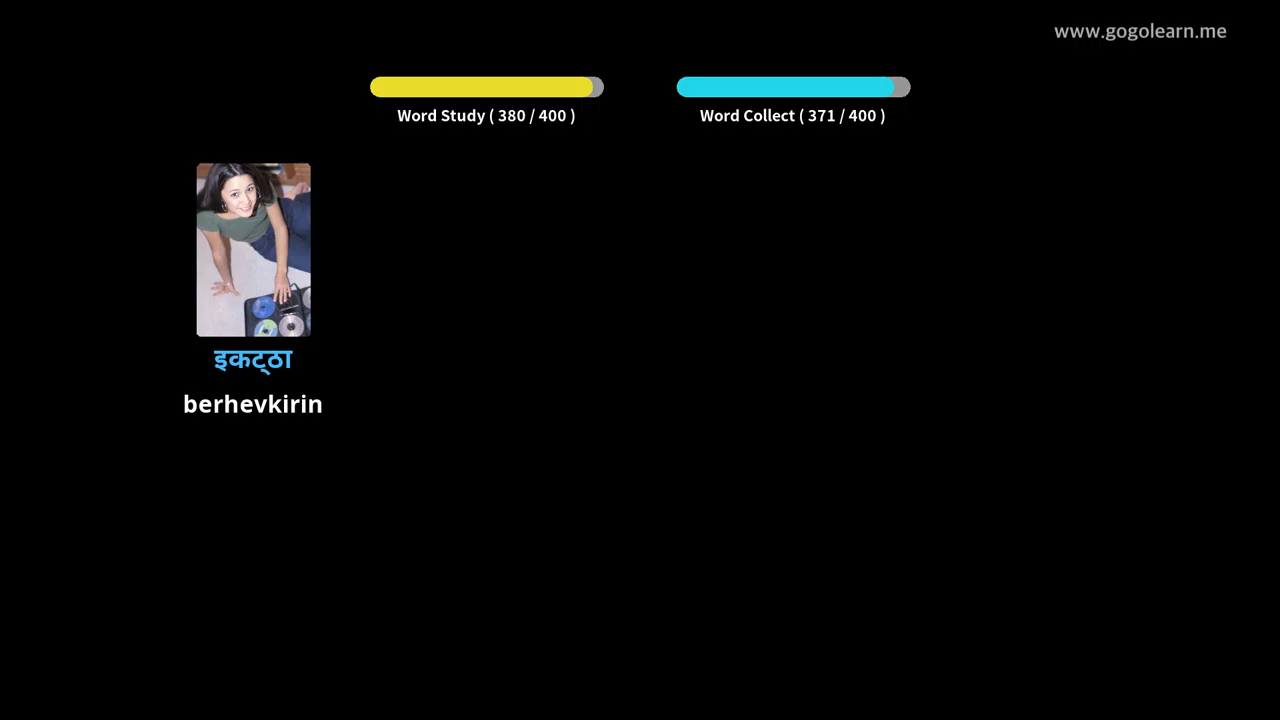 www.gogolearn.me
Word Study ( 380 / 400 )
Word Collect ( 371 / 400 )
इकट्ठा
berhevkirin